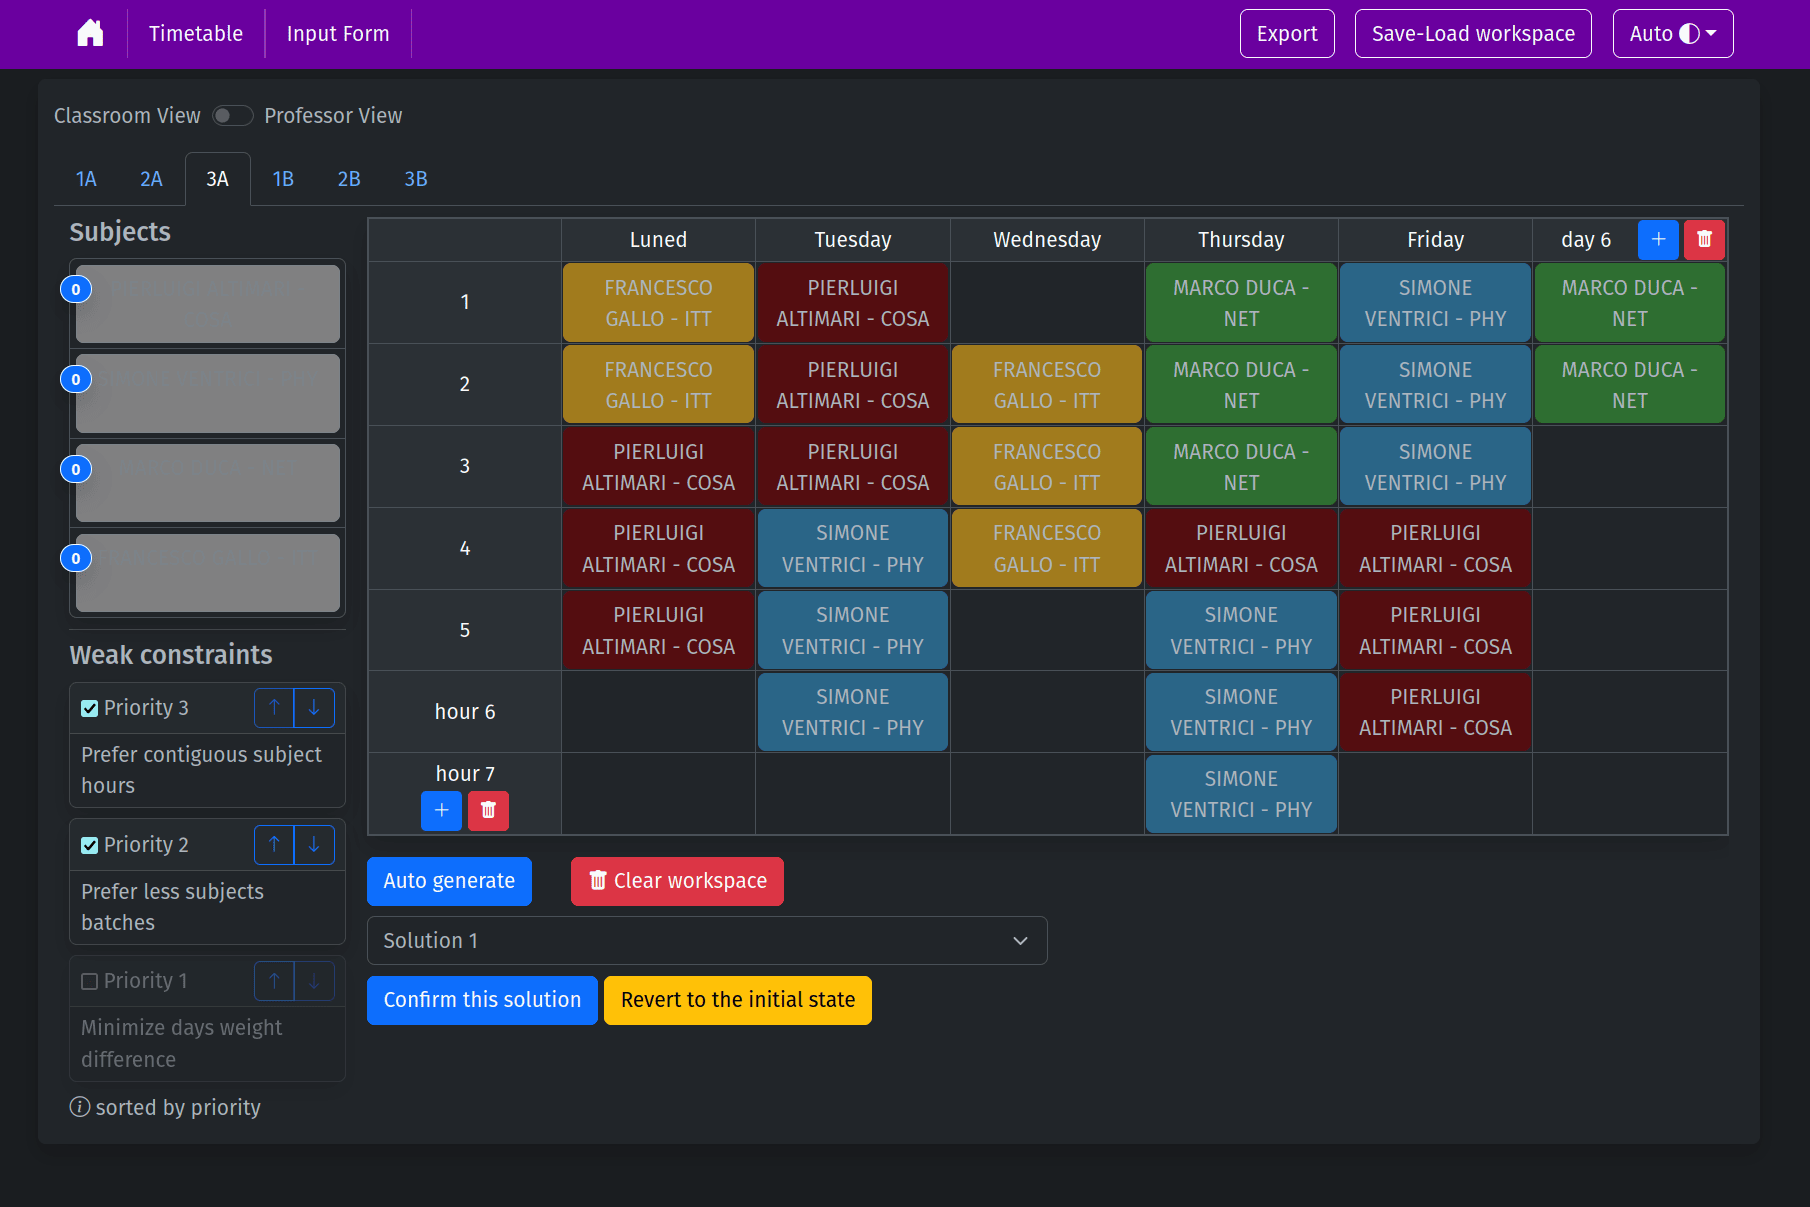 Timetable
Input Form
Export
Save-Load workspace
Auto
Classroom View
Professor View
1A
2A
3A
1B
2B
3B
Subjects
0
0
0
0
Weak constraints
Priority 3
Prefer contiguous subject
hours
Priority 2
Prefer less subjects
batches
Priority 1
Minimize days weight
difference
sorted by priority
Luned
Tuesday
Wednesday
Thursday
Friday
day 6
1
FRANCESCO
GALLO - ITT
PIERLUIGI
ALTIMARI - COSA
MARCO DUCA -
NET
SIMONE
VENTRICI - PHY
MARCO DUCA -
NET
2
FRANCESCO
GALLO - ITT
PIERLUIGI
ALTIMARI - COSA
FRANCESCO
GALLO - ITT
MARCO DUCA -
NET
SIMONE
VENTRICI - PHY
MARCO DUCA -
NET
3
PIERLUIGI
ALTIMARI - COSA
PIERLUIGI
ALTIMARI - COSA
FRANCESCO
GALLO - ITT
MARCO DUCA -
NET
SIMONE
VENTRICI - PHY
4
PIERLUIGI
ALTIMARI - COSA
SIMONE
VENTRICI - PHY
FRANCESCO
GALLO - ITT
PIERLUIGI
ALTIMARI - COSA
PIERLUIGI
ALTIMARI - COSA
5
PIERLUIGI
ALTIMARI - COSA
SIMONE
VENTRICI - PHY
SIMONE
VENTRICI - PHY
PIERLUIGI
ALTIMARI - COSA
hour 6
SIMONE
VENTRICI - PHY
SIMONE
VENTRICI - PHY
PIERLUIGI
ALTIMARI - COSA
hour 7
SIMONE
VENTRICI - PHY
Auto generate
Clear workspace
Solution 1
Confirm this solution
Revert to the initial state